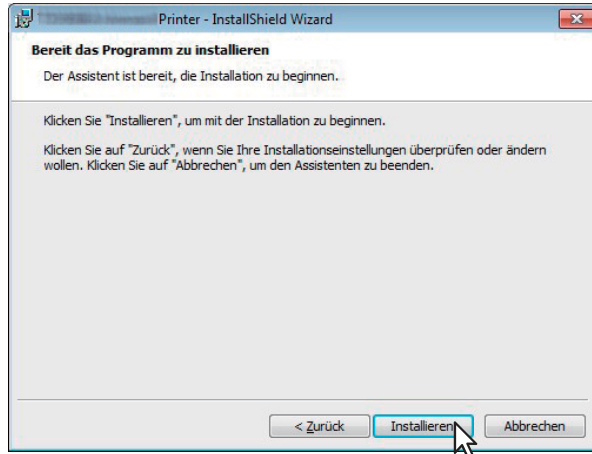 Printer - InstallShield Wizard
Bereit das Programm zu installieren
Der Assistent ist bereit, die Installation zu beginnen.
Klicken Sie "Installieren", um mit der Installation zu beginnen.
Klicken Sie auf "Zurück", wenn Sie Ihre Installationseinstellungen überprüfen oder ändern
wollen. Klicken Sie auf "Abbrechen", um den Assistenten zu beenden.
< Zurück Installieren Abbrechen